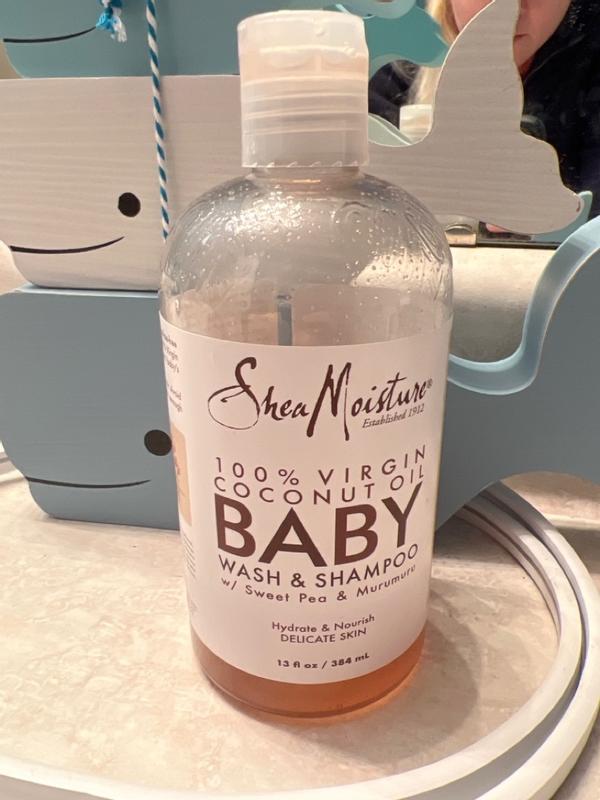 SheaMoisture®
Established 1912
100% VIRGIN
COCONUT OIL
BABY
WASH & SHAMPOO
w/ Sweet Pea & Murumuru
Hydrate & Nourish
DELICATE SKIN
13 fl oz / 384 mL